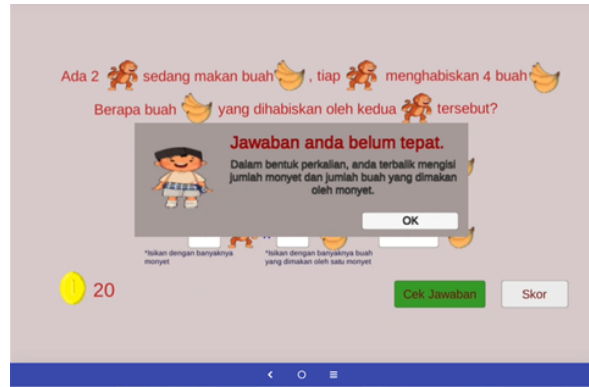 Ada 2 sedang makan buah , tiap menghabiskan 4 buah
Berapa buah yang dihabiskan oleh kedua tersebut?
Jawaban anda belum tepat.
Dalam bentuk perkalian, anda terbalik mengisi
jumlah monyet dan jumlah buah yang dimakan
oleh monyet.
OK
*Isikan dengan banyaknya
monyet
*Isikan dengan banyaknya buah
yang dimakan oleh satu monyet
1 20
Cek Jawaban
Skor